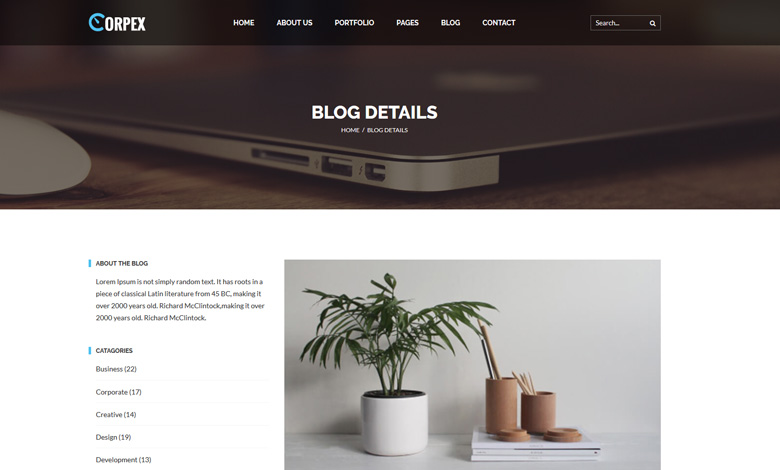 CORPEX
HOME ABOUT US PORTFOLIO PAGES BLOG CONTACT
Search...
BLOG DETAILS
HOME / BLOG DETAILS
ABOUT THE BLOG
Lorem Ipsum is not simply random text. It has roots in a
piece of classical Latin literature from 45 BC, making it
over 2000 years old. Richard McClintock,making it over
2000 years old. Richard McClintock.
CATAGORIES
Business (22)
Corporate (17)
Creative (14)
Design (19)
Development (13)